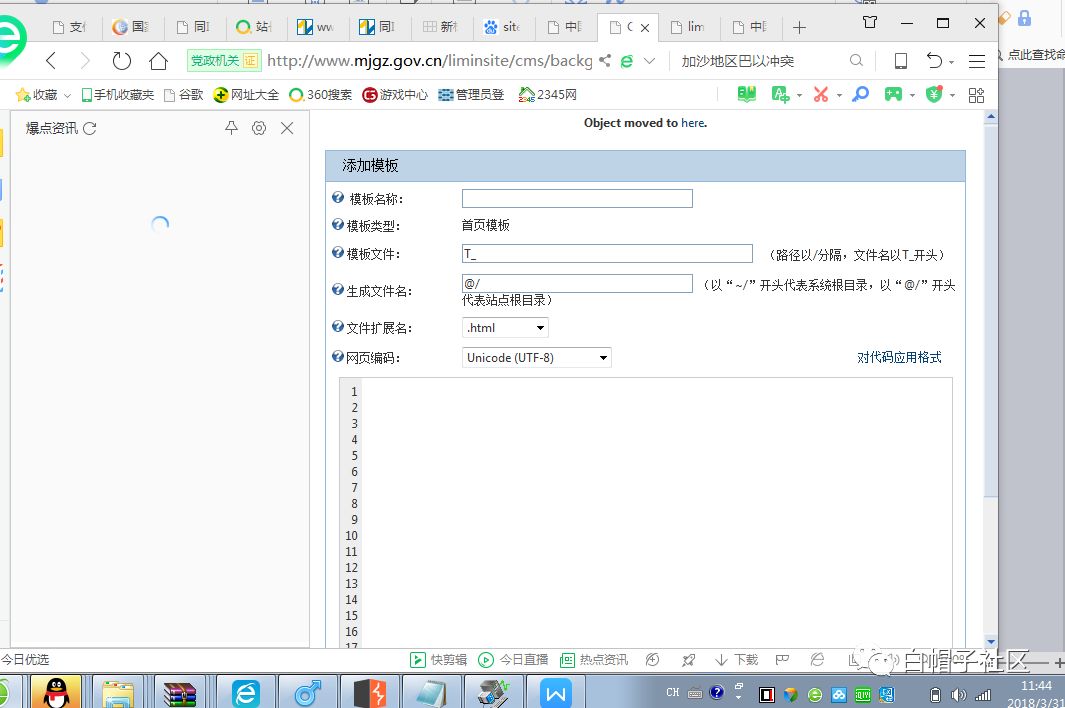 支
国
同
站
ww
同
新
site
中
C
lim
中
党政机关 证 http://www.mjgz.gov.cn/liminsite/cms/backg 加沙地区巴以冲突
点此查找命
收藏 手机收藏夹 谷歌 网址大全 360搜索 游戏中心 管理员登 2345网
爆点资讯
Object moved to here.
添加模板
模板名称：
模板类型： 首页模板
模板文件： T_ （路径以/分隔，文件名以T_开头）
生成文件名： @/ （以“~/”开头代表系统根目录，以“@/”开头
代表站点根目录）
文件扩展名： .html
网页编码： Unicode (UTF-8) 对代码应用格式
1
2
3
4
5
6
7
8
9
10
11
12
13
14
15
16
17
今日优选 快剪辑 今日直播 热点资讯 下载
白帽子社区
CH
11:44
2018/3/31